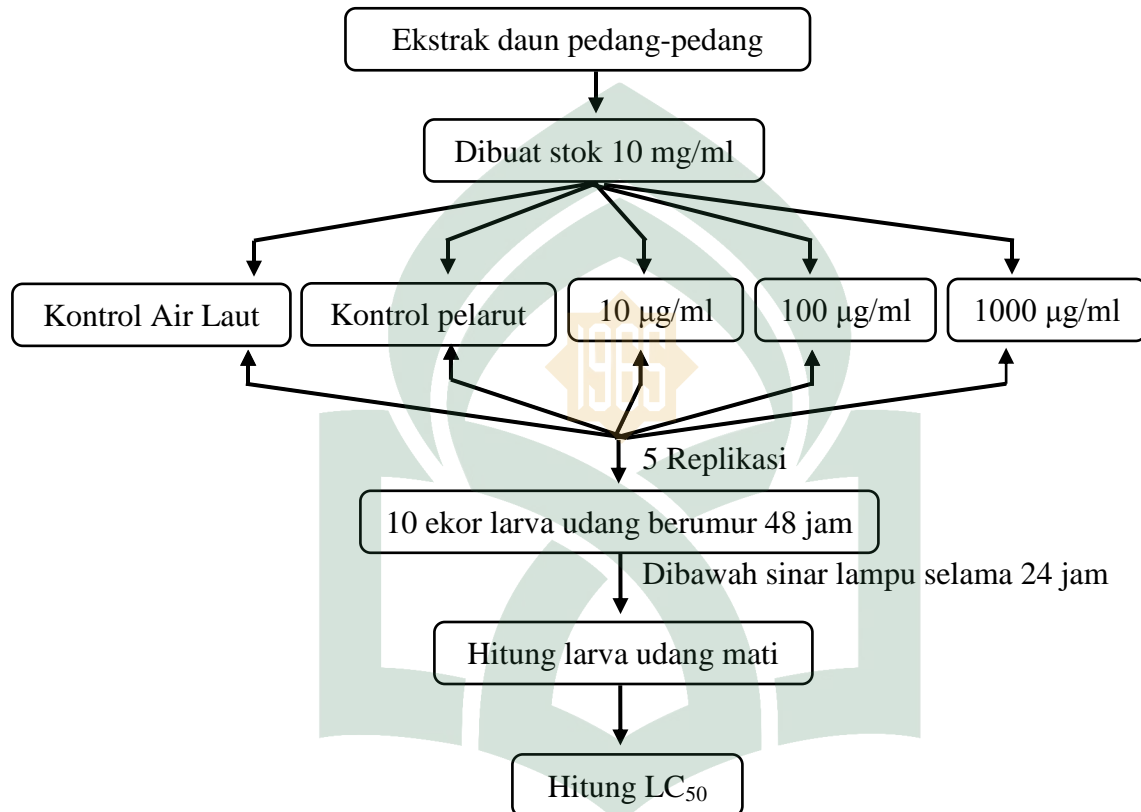 Ekstrak daun pedang-pedang
Dibuat stok 10 mg/ml
Kontrol Air Laut
Kontrol pelarut
10 μg/ml
100 μg/ml
1000 μg/ml
1965
5 Replikasi
10 ekor larva udang berumur 48 jam
Dibawah sinar lampu selama 24 jam
Hitung larva udang mati
Hitung LC₅₀